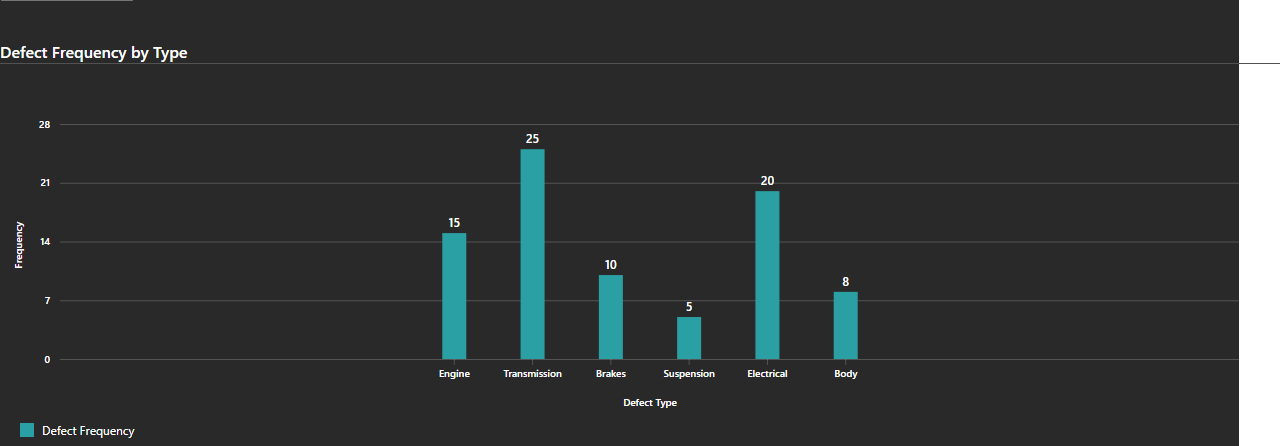 Defect Frequency by Type
28
21
14
7
0
Frequency
15
25
10
5
20
8
Engine Transmission Brakes Suspension Electrical Body
Defect Type
Defect Frequency